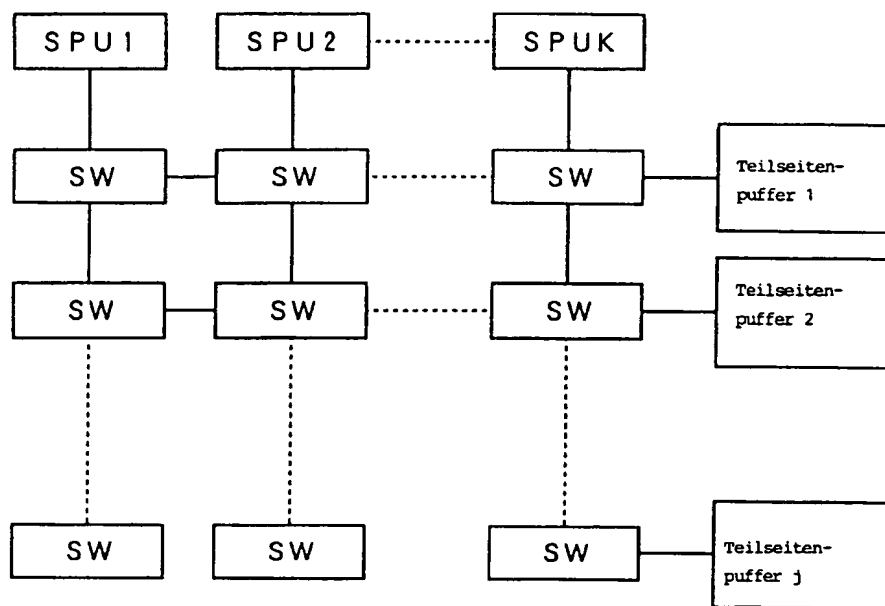 SPU1 SPU2 SPUK
SW SW SW
Teilseiten-
puffer 1
SW SW SW
Teilseiten-
puffer 2
SW SW SW
Teilseiten-
puffer j